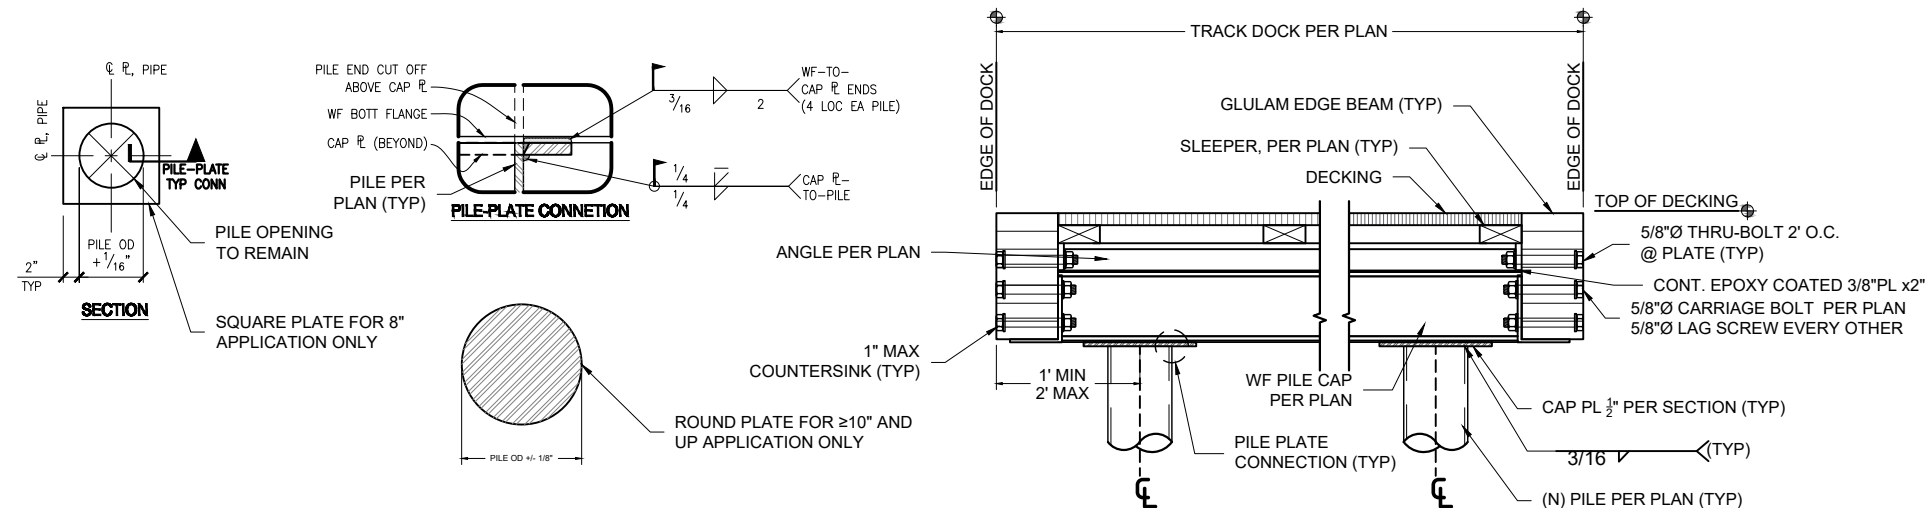 ℄ ⅊, PIPE
℄ ⅊, PIPE
PILE-PLATE
TYP CONN
PILE OD
+ 1/16"
2"
TYP
SECTION
PILE OPENING
TO REMAIN
SQUARE PLATE FOR 8"
APPLICATION ONLY
PILE END CUT OFF
ABOVE CAP ⅊
WF BOTT FLANGE
CAP ⅊ (BEYOND)
PILE PER
PLAN (TYP)
PILE-PLATE CONNETION
3/16
2
WF-TO-
CAP ⅊ ENDS
(4 LOC EA PILE)
1/4
1/4
CAP ⅊-
TO-PILE
PILE OD +/- 1/8"
ROUND PLATE FOR ≥10" AND
UP APPLICATION ONLY
TRACK DOCK PER PLAN
EDGE OF DOCK
EDGE OF DOCK
GLULAM EDGE BEAM (TYP)
SLEEPER, PER PLAN (TYP)
DECKING
TOP OF DECKING
ANGLE PER PLAN
5/8"Ø THRU-BOLT 2' O.C.
@ PLATE (TYP)
CONT. EPOXY COATED 3/8"PL x2"
5/8"Ø CARRIAGE BOLT PER PLAN
5/8"Ø LAG SCREW EVERY OTHER
1" MAX
COUNTERSINK (TYP)
1' MIN
2' MAX
WF PILE CAP
PER PLAN
CAP PL 1/2" PER SECTION (TYP)
PILE PLATE
CONNECTION (TYP)
3/16
(TYP)
(N) PILE PER PLAN (TYP)
℄
℄